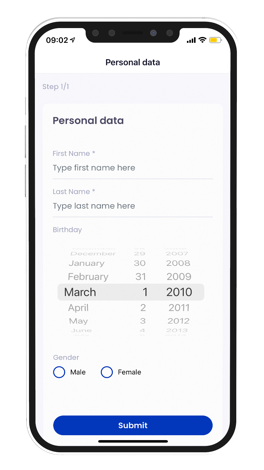 09:02
Personal data
Step 1/1
Personal data
First Name *
Type first name here
Last Name *
Type last name here
Birthday
December 29 2007
January 30 2008
February 31 2009
March 1 2010
April 2 2011
May 3 2012
June 4 2013
Gender
Male Female
Submit